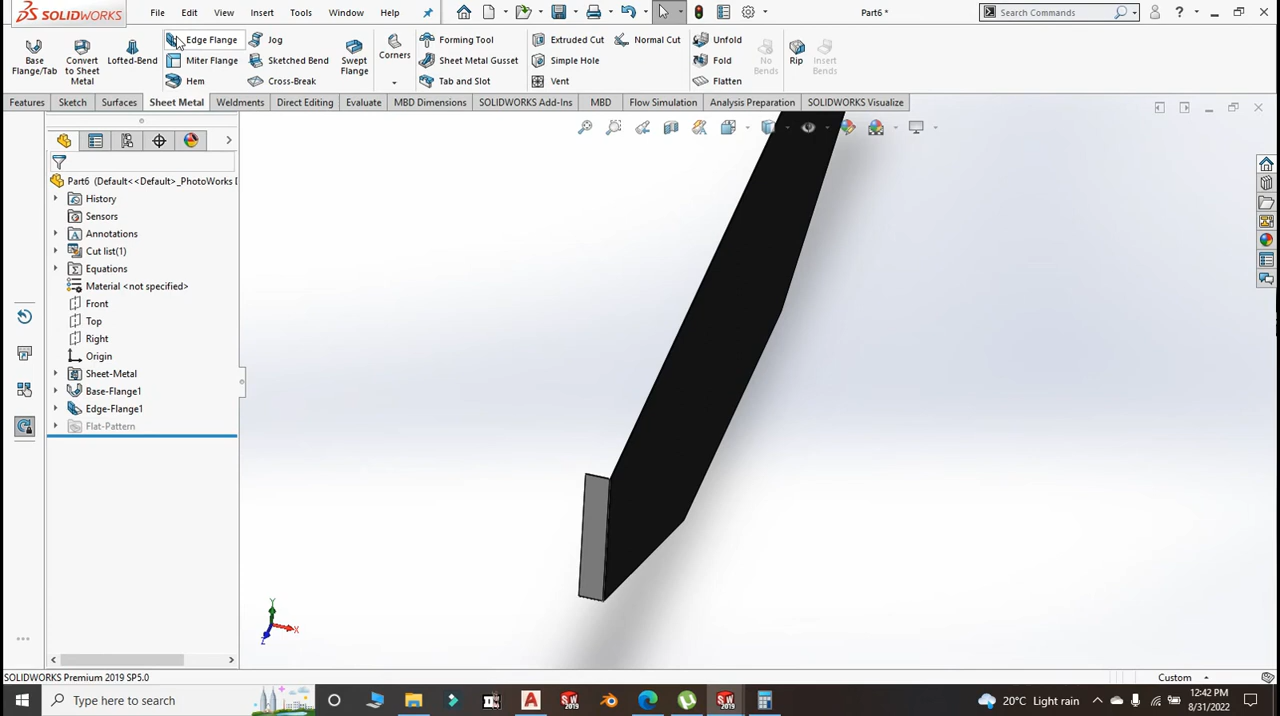 SOLIDWORKS File Edit View Insert Tools Window Help Part6 * Search Commands
Base Flange/Tab
Convert to Sheet Metal
Lofted-Bend
Edge Flange
Miter Flange
Hem
Jog
Sketched Bend
Cross-Break
Swept Flange
Corners
Forming Tool
Sheet Metal Gusset
Tab and Slot
Extruded Cut
Simple Hole
Vent
Normal Cut
Unfold
Fold
Flatten
No Bends
Rip
Insert Bends
Features Sketch Surfaces Sheet Metal Weldments Direct Editing Evaluate MBD Dimensions SOLIDWORKS Add-Ins MBD Flow Simulation Analysis Preparation SOLIDWORKS Visualize
Part6 (Default<<Default>_PhotoWorks D
History
Sensors
Annotations
Cut list(1)
Equations
Material <not specified>
Front
Top
Right
Origin
Sheet-Metal
Base-Flange1
Edge-Flange1
Flat-Pattern
Y
X
Z
SOLIDWORKS Premium 2019 SP5.0 Custom
Type here to search
SW 2019
SW 2019
20°C Light rain
12:42 PM
8/31/2022